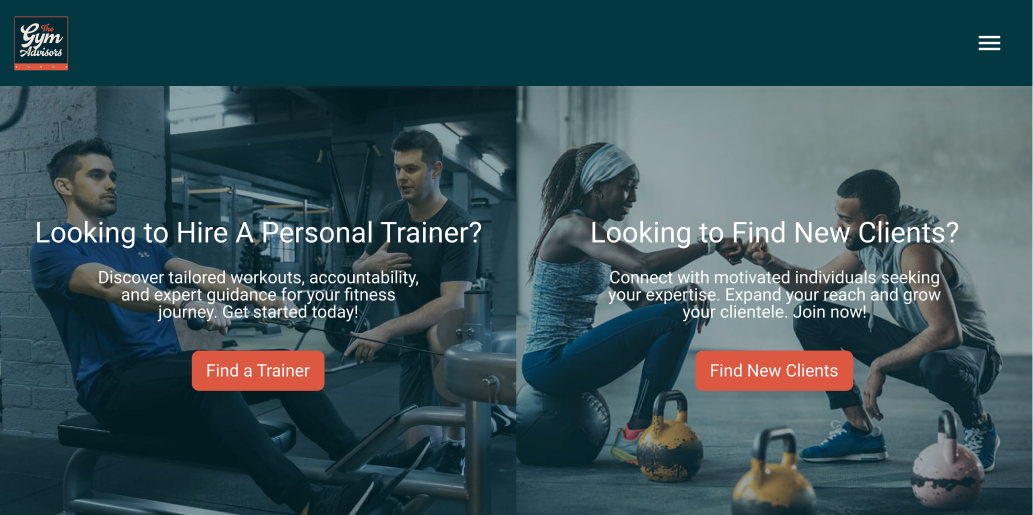 The
Gym
Advisors
Looking to Hire A Personal Trainer?
Discover tailored workouts, accountability,
and expert guidance for your fitness
journey. Get started today!
Find a Trainer
Looking to Find New Clients?
Connect with motivated individuals seeking
your expertise. Expand your reach and grow
your clientele. Join now!
Find New Clients